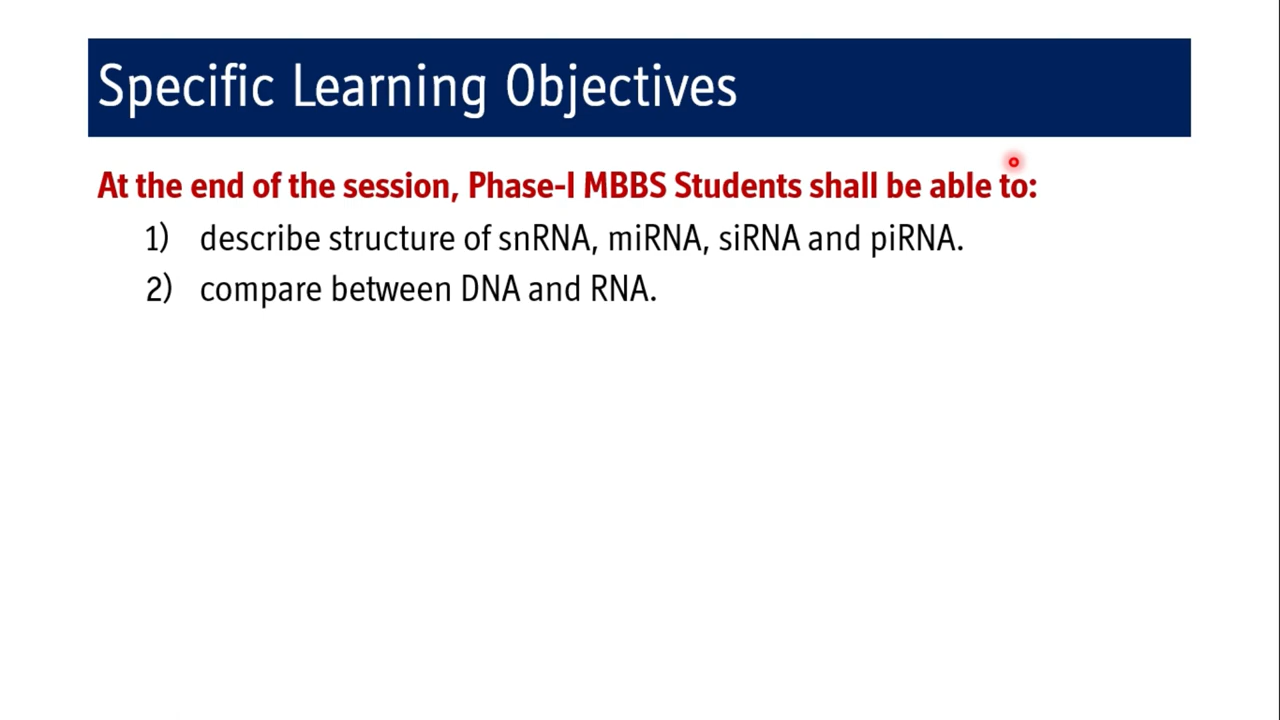 Specific Learning Objectives
At the end of the session, Phase-I MBBS Students shall be able to:
1) describe structure of snRNA, miRNA, siRNA and piRNA.
2) compare between DNA and RNA.